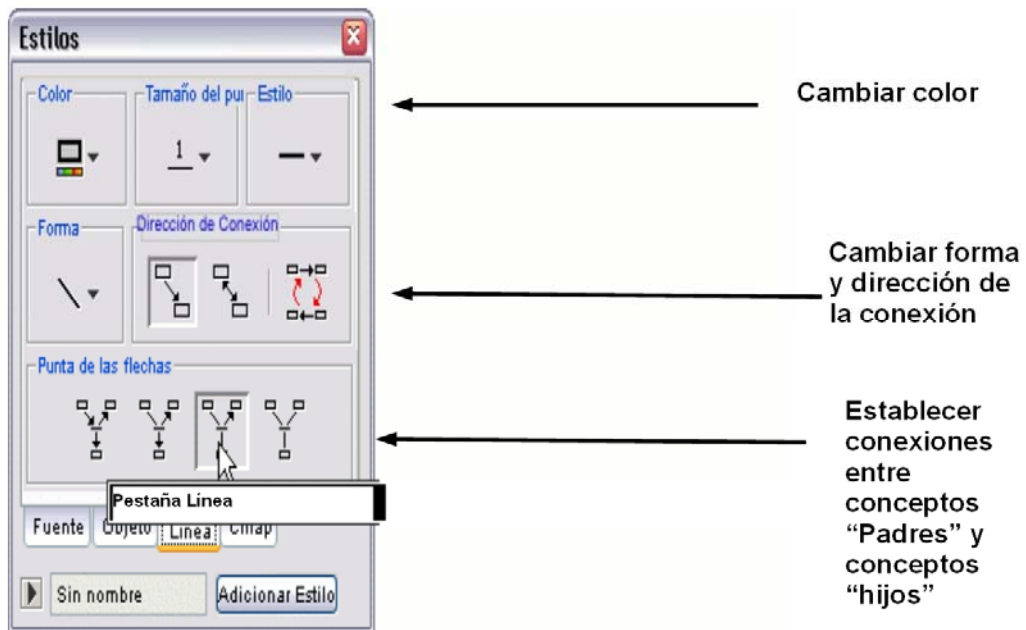 Estilos
Color
Tamaño del pu
Estilo
Cambiar color
1
Forma
Dirección de Conexión
Cambiar forma
y dirección de
la conexión
Punta de las flechas
Establecer
conexiones
entre
conceptos
“Padres” y
conceptos
“hijos”
Pestaña Línea
Fuente
Objeto
Línea
Cmap
Sin nombre
Adicionar Estilo